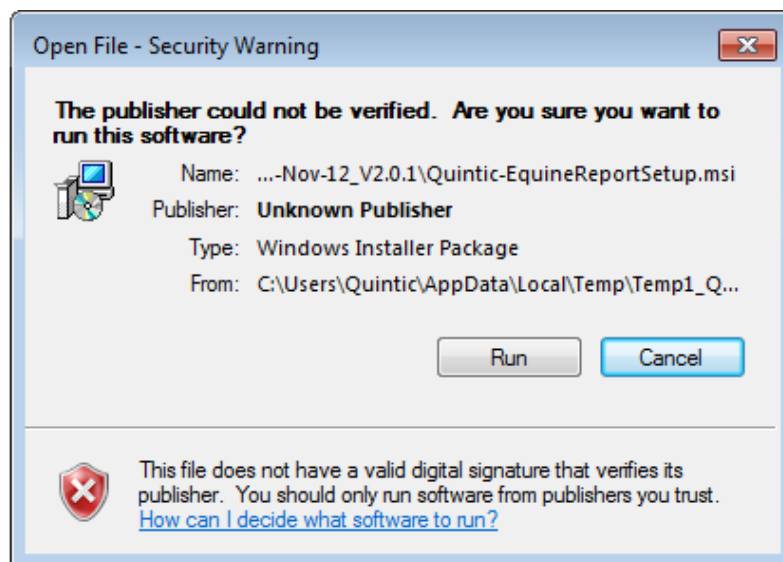 Open File - Security Warning
The publisher could not be verified.  Are you sure you want to
run this software?
Name: ...-Nov-12_V2.0.1\Quintic-EquineReportSetup.msi
Publisher: Unknown Publisher
Type: Windows Installer Package
From: C:\Users\Quintic\AppData\Local\Temp\Temp1_Q...
Run Cancel
This file does not have a valid digital signature that verifies its
publisher.  You should only run software from publishers you trust.
How can I decide what software to run?